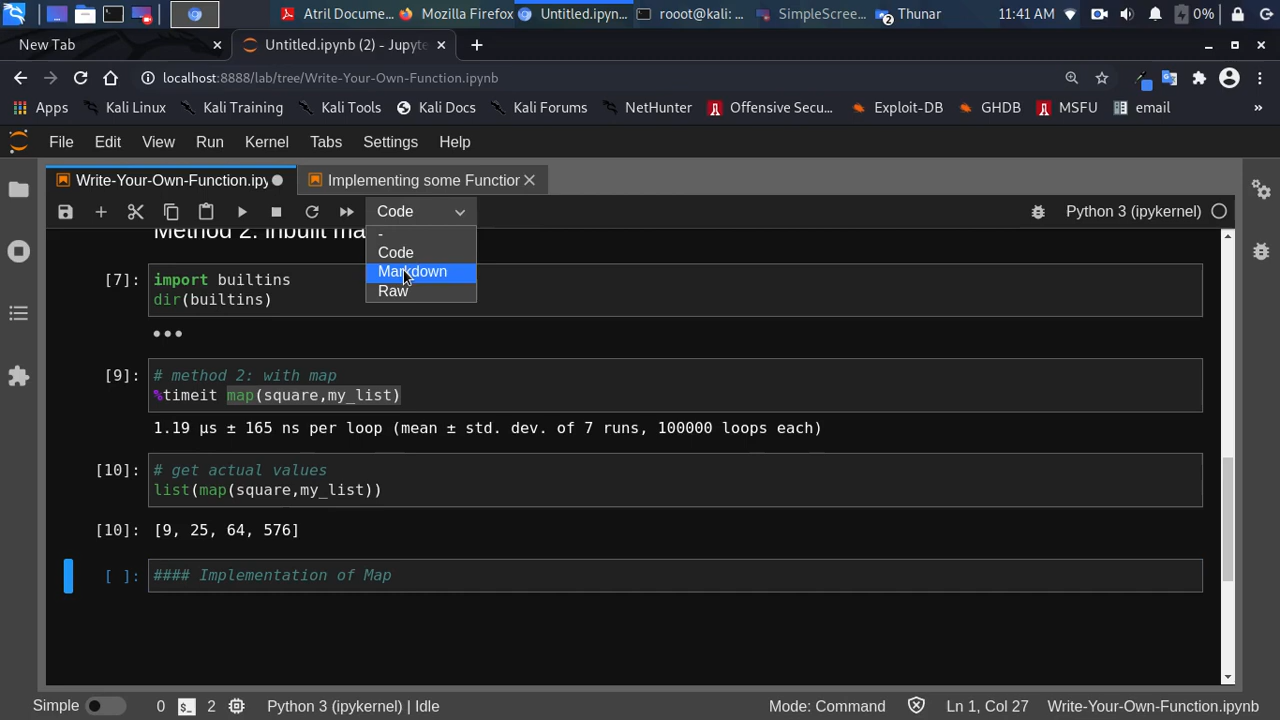 Atril Docume...
Mozilla Firefox
Untitled.ipyn...
rooot@kali: ...
SimpleScree...
2
Thunar
11:41 AM
0%
New Tab
Untitled.ipynb (2) - Jupyte
localhost:8888/lab/tree/Write-Your-Own-Function.ipynb
Apps
Kali Linux
Kali Training
Kali Tools
Kali Docs
Kali Forums
NetHunter
Offensive Secu...
Exploit-DB
GHDB
MSFU
email
»
File
Edit
View
Run
Kernel
Tabs
Settings
Help
Write-Your-Own-Function.ipy
Implementing some Function
Code
Python 3 (ipykernel)
-
Code
Markdown
Raw
Method 2: inbuilt ma
[7]:
import builtins
dir(builtins)
[9]:
# method 2: with map
%timeit map(square,my_list)
1.19 µs ± 165 ns per loop (mean ± std. dev. of 7 runs, 100000 loops each)
[10]:
# get actual values
list(map(square,my_list))
[10]:
[9, 25, 64, 576]
[ ]:
#### Implementation of Map
Simple
0
2
Python 3 (ipykernel) | Idle
Mode: Command
Ln 1, Col 27
Write-Your-Own-Function.ipynb